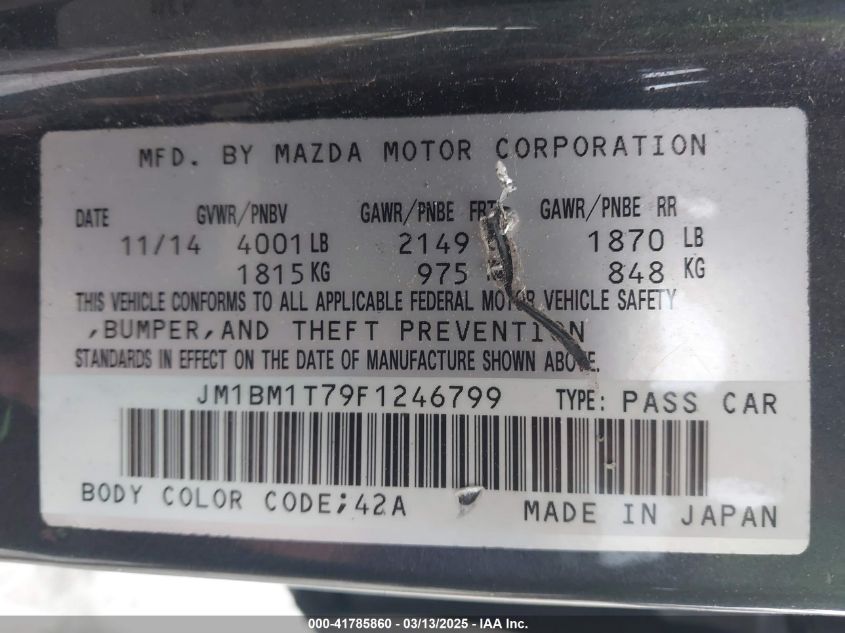 MFD. BY MAZDA MOTOR CORPORATION
DATE GVWR/PNBV GAWR/PNBE FRT GAWR/PNBE RR
11/14 4001 LB 2149 1870 LB
1815 KG 975 848 KG
THIS VEHICLE CONFORMS TO ALL APPLICABLE FEDERAL MOTOR VEHICLE SAFETY
,BUMPER,AND THEFT PREVENTION
STANDARDS IN EFFECT ON THE DATE OF MANUFACTURE SHOWN ABOVE.
JM1BM1T79F1246799 TYPE: PASS CAR
BODY COLOR CODE;42A MADE IN JAPAN
000-41785860 - 03/13/2025 - IAA Inc.